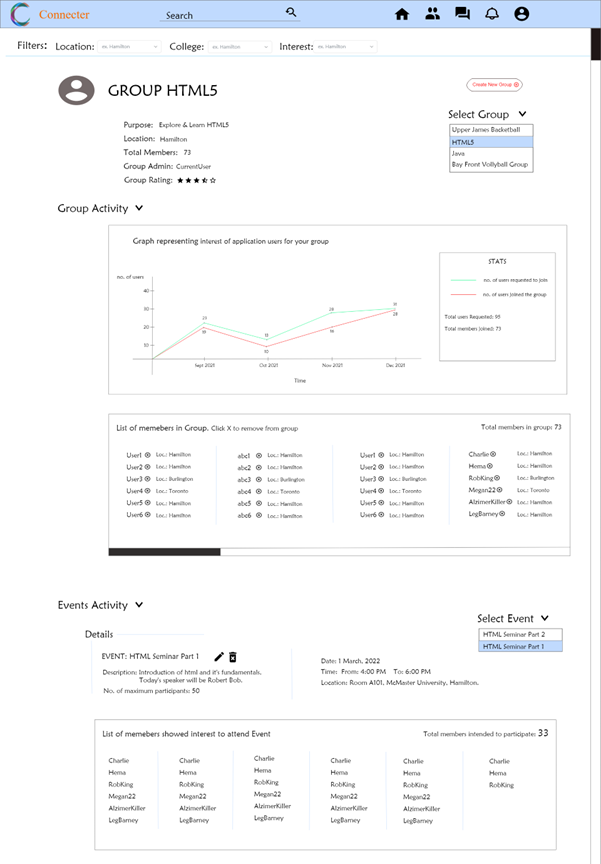 Connecter
Search
Filters: Location: ex. Hamilton College: ex. Hamilton Interest: ex. Hamilton
GROUP HTML5
Create New Group
Select Group
Upper James Basketball
HTML5
Java
Bay Front Vollyball Group
Purpose: Explore & Learn HTML5
Location: Hamilton
Total Members: 73
Group Admin: CurrentUser
Group Rating:
Group Activity
Graph representing interest of application users for your group
STATS
no. of users requested to join
no. of users joined the group
Total users Requested: 95
Total members Joined: 73
no. of users
40
30
20
10
Sept 2021
Oct 2021
Nov 2021
Dec 2021
Time
List of memebers in Group. Click X to remove from group
Total members in group: 73
User1 Loc.: Hamilton
User2 Loc.: Hamilton
User3 Loc.: Burlington
User4 Loc.: Toronto
User5 Loc.: Hamilton
User6 Loc.: Hamilton
abc1 Loc.: Hamilton
abc2 Loc.: Hamilton
abc3 Loc.: Burlington
abc4 Loc.: Toronto
abc5 Loc.: Hamilton
abc6 Loc.: Hamilton
User1 Loc.: Hamilton
User2 Loc.: Hamilton
User3 Loc.: Burlington
User4 Loc.: Toronto
User5 Loc.: Hamilton
User6 Loc.: Hamilton
Charlie Loc.: Hamilton
Hema Loc.: Hamilton
RobKing Loc.: Burlington
Megan22 Loc.: Toronto
AlzimerKiller Loc.: Hamilton
LegBarney Loc.: Hamilton
Events Activity
Select Event
HTML Seminar Part 2
HTML Seminar Part 1
Details
EVENT: HTML Seminar Part 1
Description: Introduction of html and it's fundamentals.
Today's speaker will be Robert Bob.
No. of maximum participants: 50
Date: 1 March, 2022
Time: From: 4:00 PM To: 6:00 PM
Location: Room A101, McMaster University, Hamilton.
List of memebers showed interest to attend Event
Total members intended to participate: 33
Charlie
Hema
RobKing
Megan22
AlzimerKiller
LegBarney
Charlie
Hema
RobKing
Megan22
AlzimerKiller
LegBarney
Charlie
Hema
RobKing
Megan22
AlzimerKiller
LegBarney
Charlie
Hema
RobKing
Megan22
AlzimerKiller
LegBarney
Charlie
Hema
RobKing
Megan22
AlzimerKiller
LegBarney
Charlie
Hema
RobKing